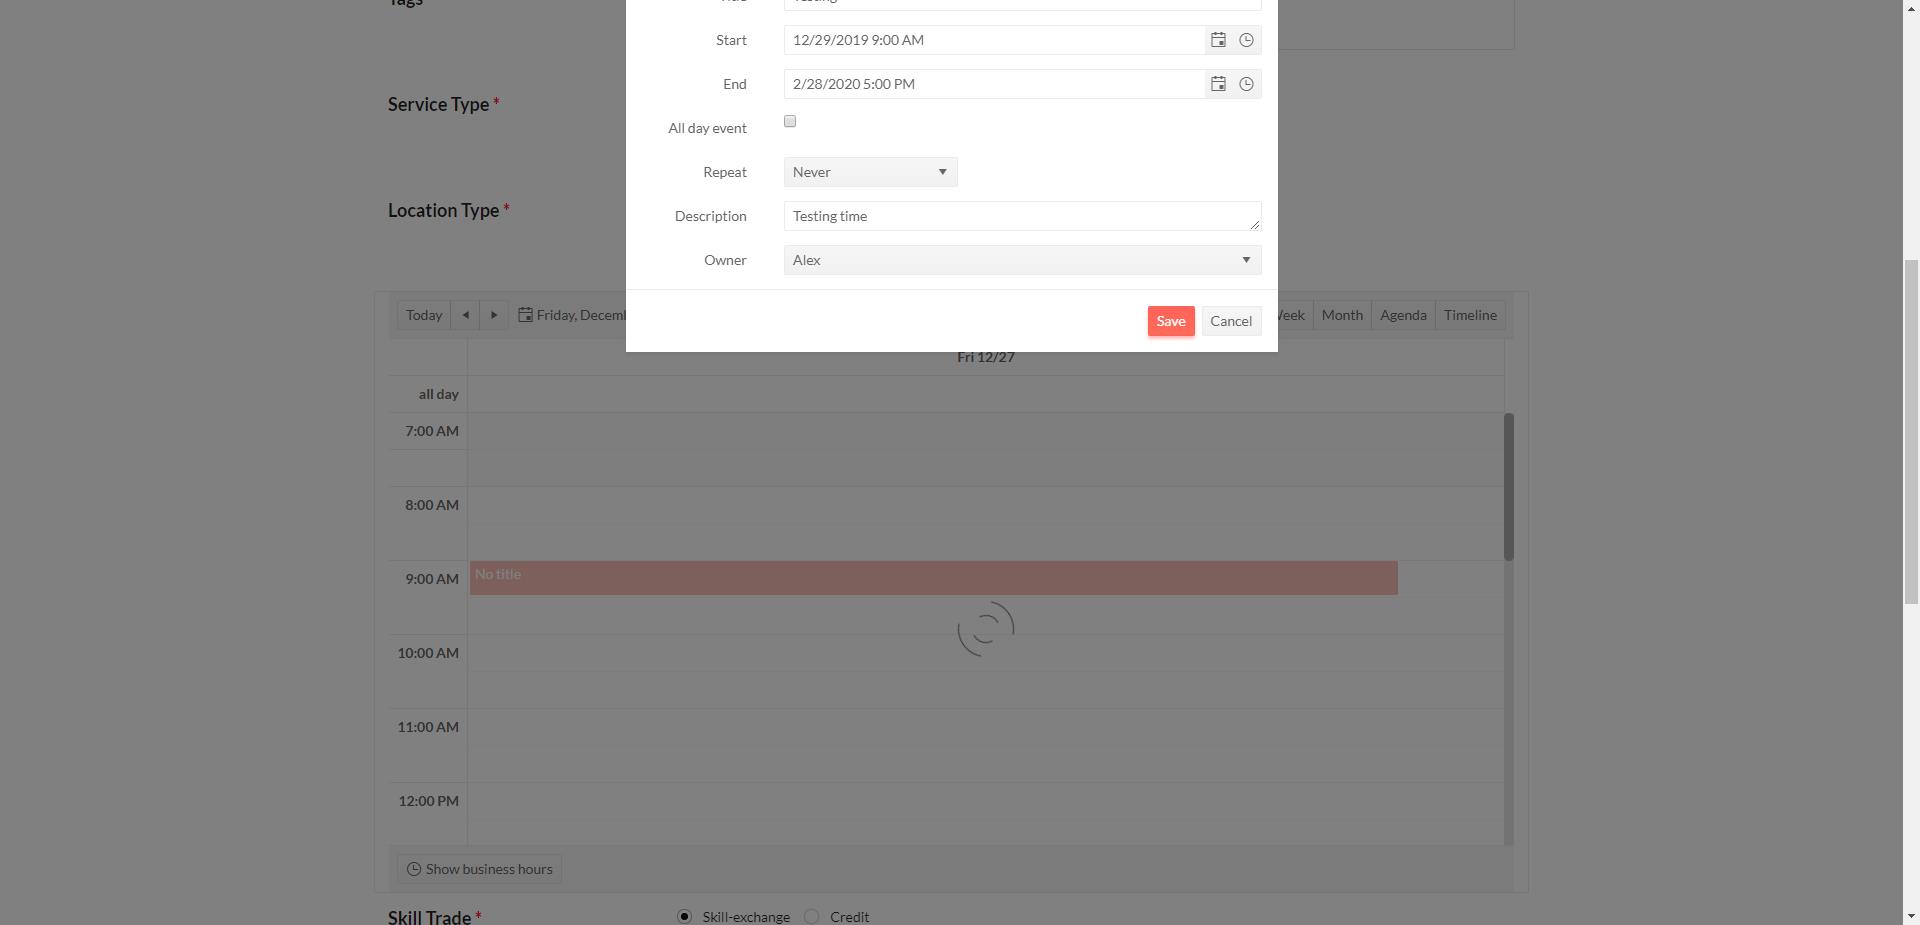 Tags
Title Testing
Start 12/29/2019 9:00 AM
End 2/28/2020 5:00 PM
Service Type *
All day event
Repeat Never
Location Type *
Description Testing time
Owner Alex
Today Friday, Decem Week Month Agenda Timeline
Save Cancel
Fri 12/27
all day
7:00 AM
8:00 AM
9:00 AM No title
10:00 AM
11:00 AM
12:00 PM
Show business hours
Skill Trade * Skill-exchange Credit